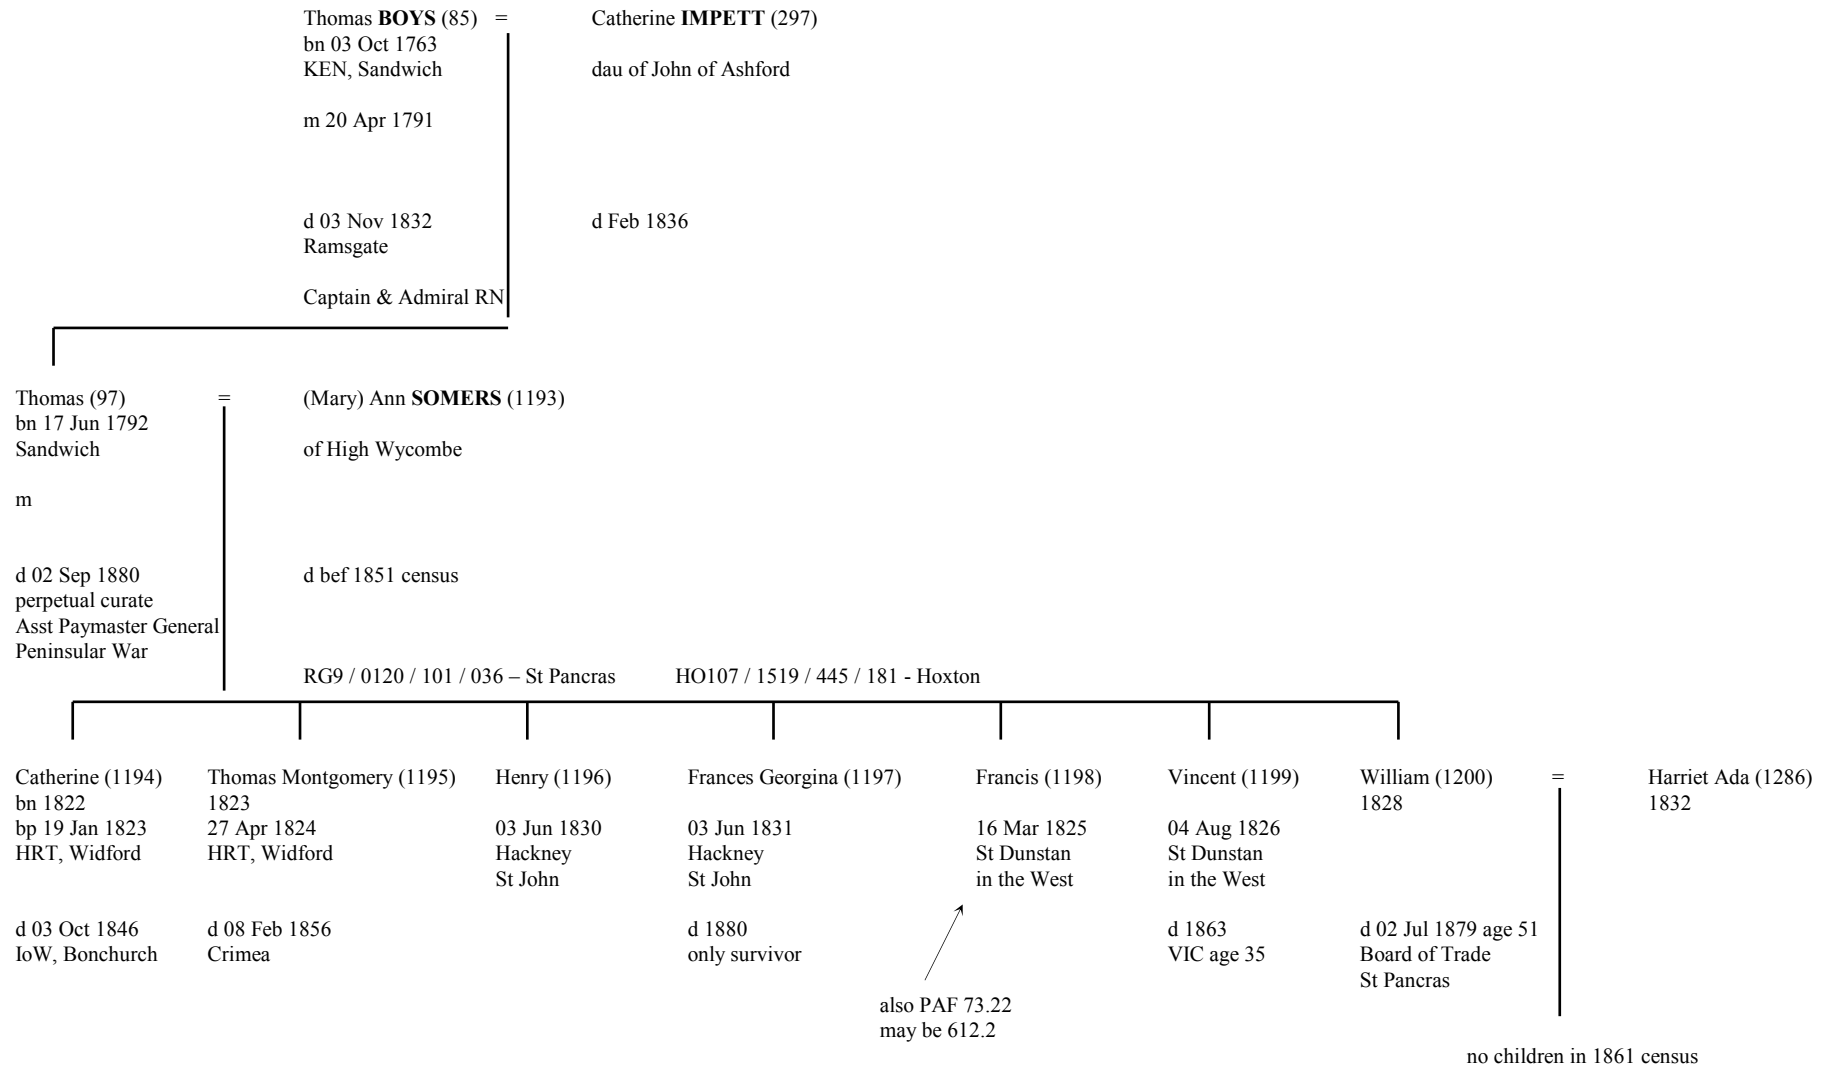 Thomas BOYS (85) = Catherine IMPETT (297)
bn 03 Oct 1763
KEN, Sandwich dau of John of Ashford
m 20 Apr 1791
d 03 Nov 1832 d Feb 1836
Ramsgate
Captain & Admiral RN
Thomas (97) = (Mary) Ann SOMERS (1193)
bn 17 Jun 1792
Sandwich of High Wycombe
m
d 02 Sep 1880 d bef 1851 census
perpetual curate
Asst Paymaster General
Peninsular War
RG9 / 0120 / 101 / 036 – St Pancras HO107 / 1519 / 445 / 181 - Hoxton
Catherine (1194) Thomas Montgomery (1195) Henry (1196) Frances Georgina (1197) Francis (1198) Vincent (1199) William (1200) = Harriet Ada (1286)
bn 1822 1823 1828 1832
bp 19 Jan 1823 27 Apr 1824 03 Jun 1830 03 Jun 1831 16 Mar 1825 04 Aug 1826
HRT, Widford HRT, Widford Hackney Hackney St Dunstan St Dunstan
St John St John in the West in the West
d 03 Oct 1846 d 08 Feb 1856 d 1880 d 1863 d 02 Jul 1879 age 51
IoW, Bonchurch Crimea only survivor VIC age 35 Board of Trade
St Pancras
also PAF 73.22
may be 612.2
no children in 1861 census